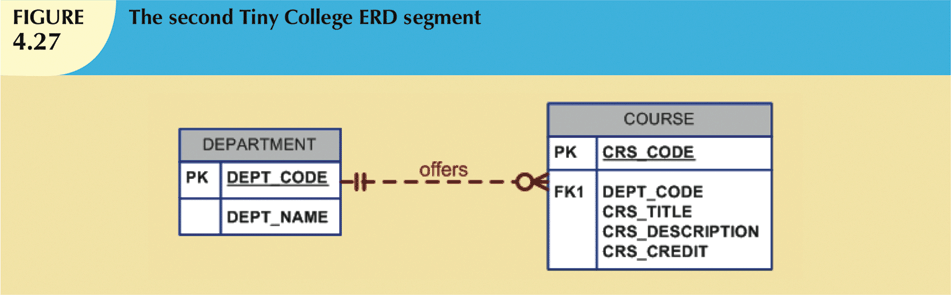 FIGURE
4.27
The second Tiny College ERD segment
DEPARTMENT
PK DEPT_CODE
DEPT_NAME
offers
COURSE
PK CRS_CODE
FK1 DEPT_CODE
CRS_TITLE
CRS_DESCRIPTION
CRS_CREDIT